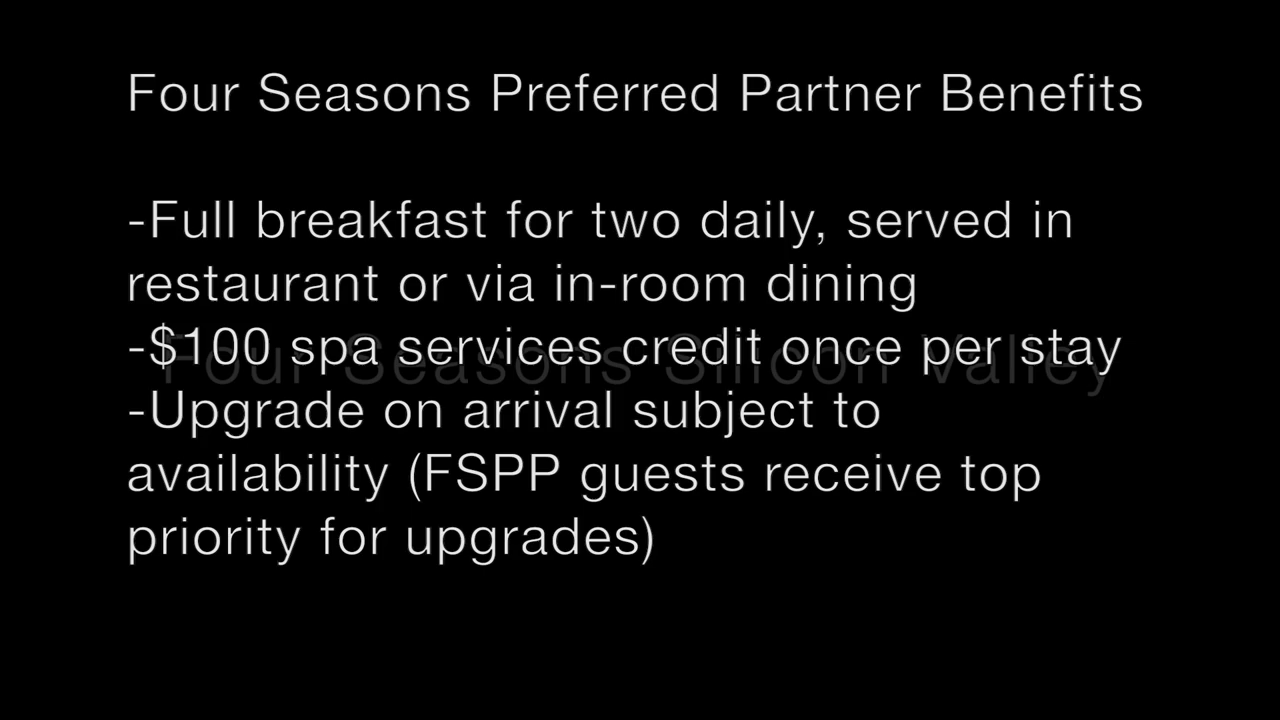 Four Seasons Preferred Partner Benefits
-Full breakfast for two daily, served in
restaurant or via in-room dining
-$100 spa services credit once per stay
Four Seasons Silicon Valley
-Upgrade on arrival subject to
availability (FSPP guests receive top
priority for upgrades)